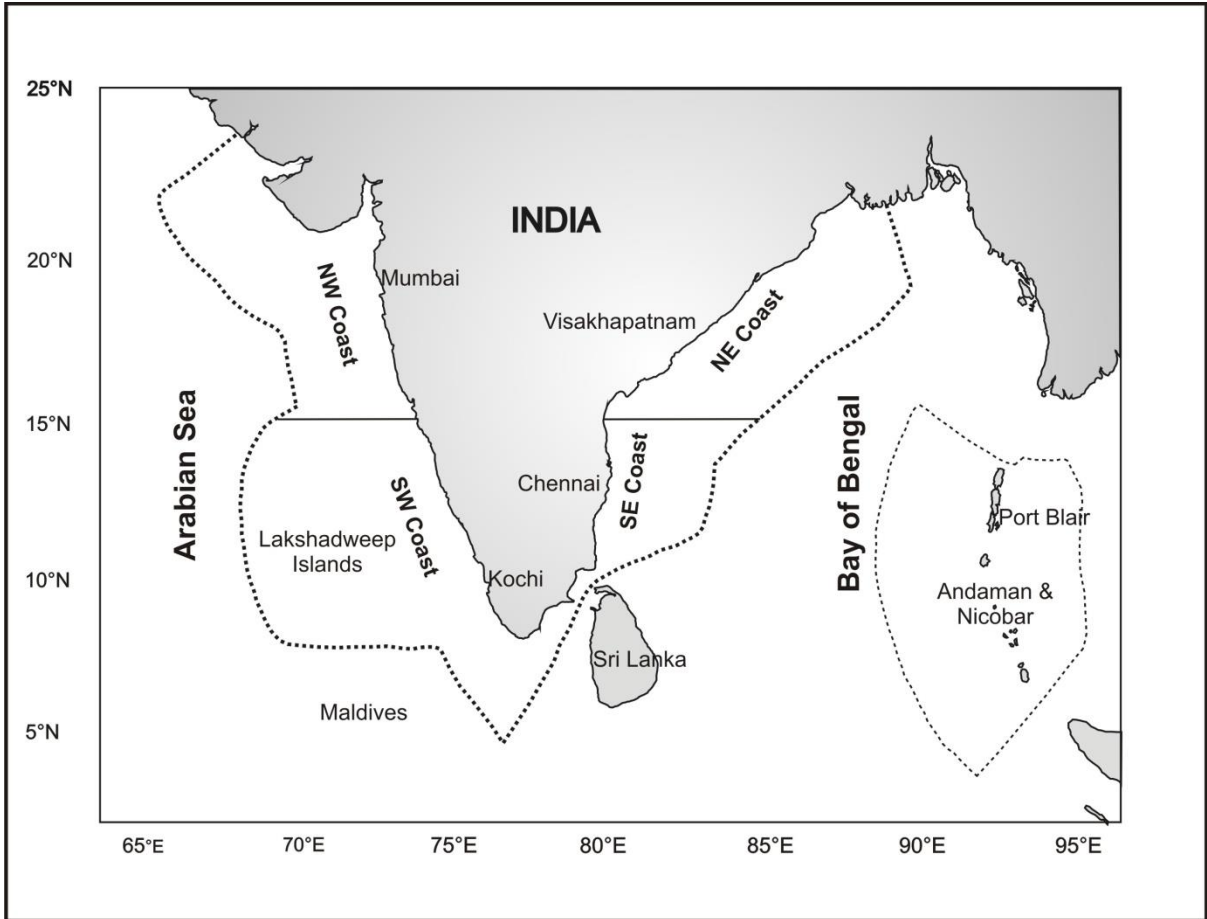 25°N
INDIA
20°N
NW Coast
Mumbai
Visakhapatnam
NE Coast
15°N
Arabian Sea
SW Coast
Lakshadweep
Islands
Chennai
SE Coast
Bay of Bengal
Port Blair
10°N
Kochi
Andaman &
Nicobar
Sri Lanka
Maldives
5°N
65°E
70°E
75°E
80°E
85°E
90°E
95°E